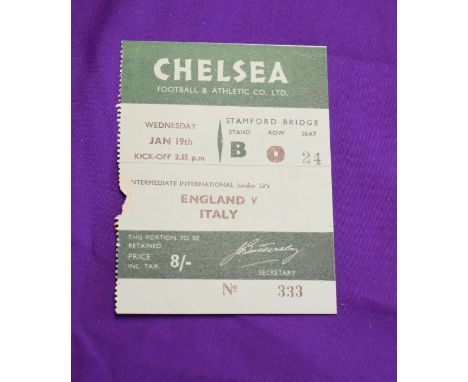 CHELSEA
FOOTBALL & ATHLETIC CO. LTD.
WEDNESDAY
JAN 19th
KICK-OFF 2.15 p.m
STAMFORD BRIDGE
STAND ROW SEAT
B O 24
INTERMEDIATE INTERNATIONAL (under 23's
ENGLAND V
ITALY
THIS PORTION TO BE
RETAINED
PRICE
INC. TAX. 8/-
SECRETARY
No 333